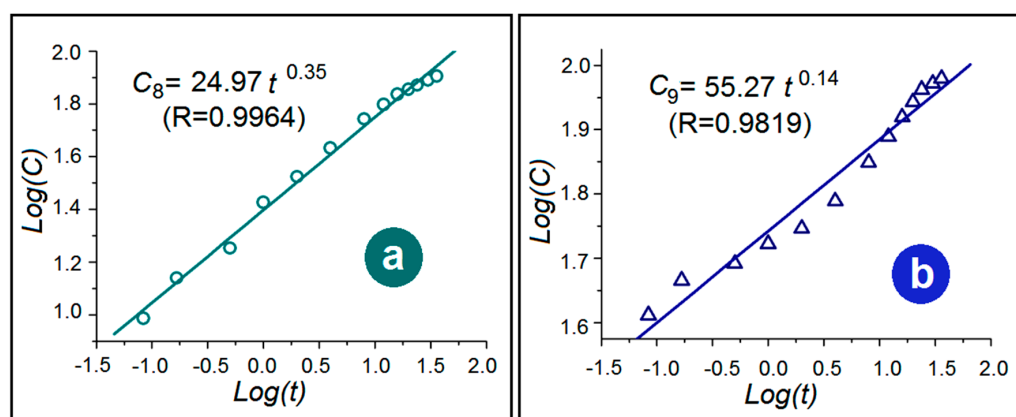 C₈= 24.97 t ^0.35
(R=0.9964)
Log(C)
2.0
1.8
1.6
1.4
1.2
1.0
a
-1.5 -1.0 -0.5 0.0 0.5 1.0 1.5 2.0
Log(t)
C₉= 55.27 t ^0.14
(R=0.9819)
Log(C)
2.0
1.9
1.8
1.7
1.6
b
-1.5 -1.0 -0.5 0.0 0.5 1.0 1.5 2.0
Log(t)